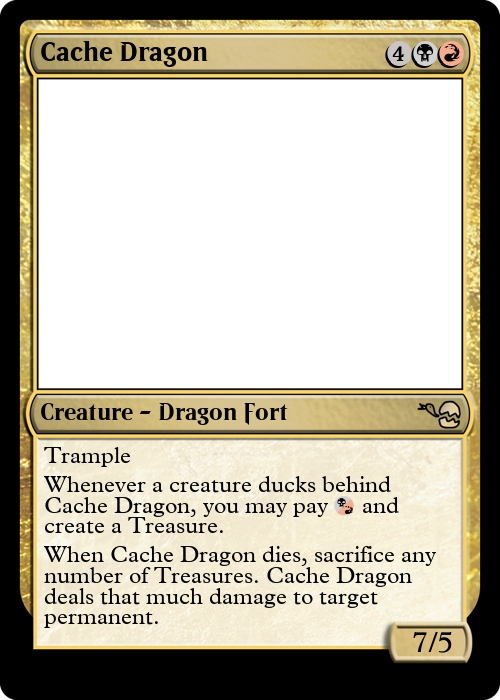 Cache Dragon 4
Creature – Dragon Fort
Trample
Whenever a creature ducks behind
Cache Dragon, you may pay and
create a Treasure.
When Cache Dragon dies, sacrifice any
number of Treasures. Cache Dragon
deals that much damage to target
permanent.
7/5